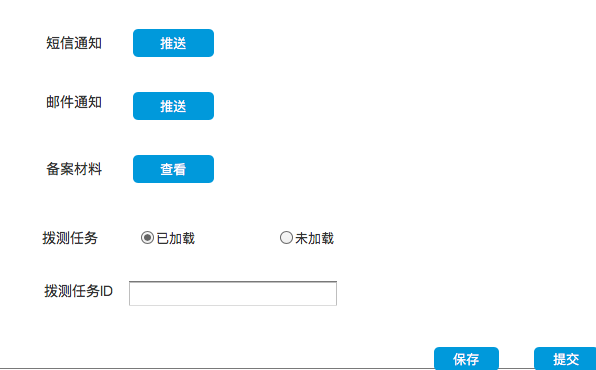 短信通知 推送
邮件通知 推送
备案材料 查看
拨测任务 已加载 未加载
拨测任务ID
保存 提交